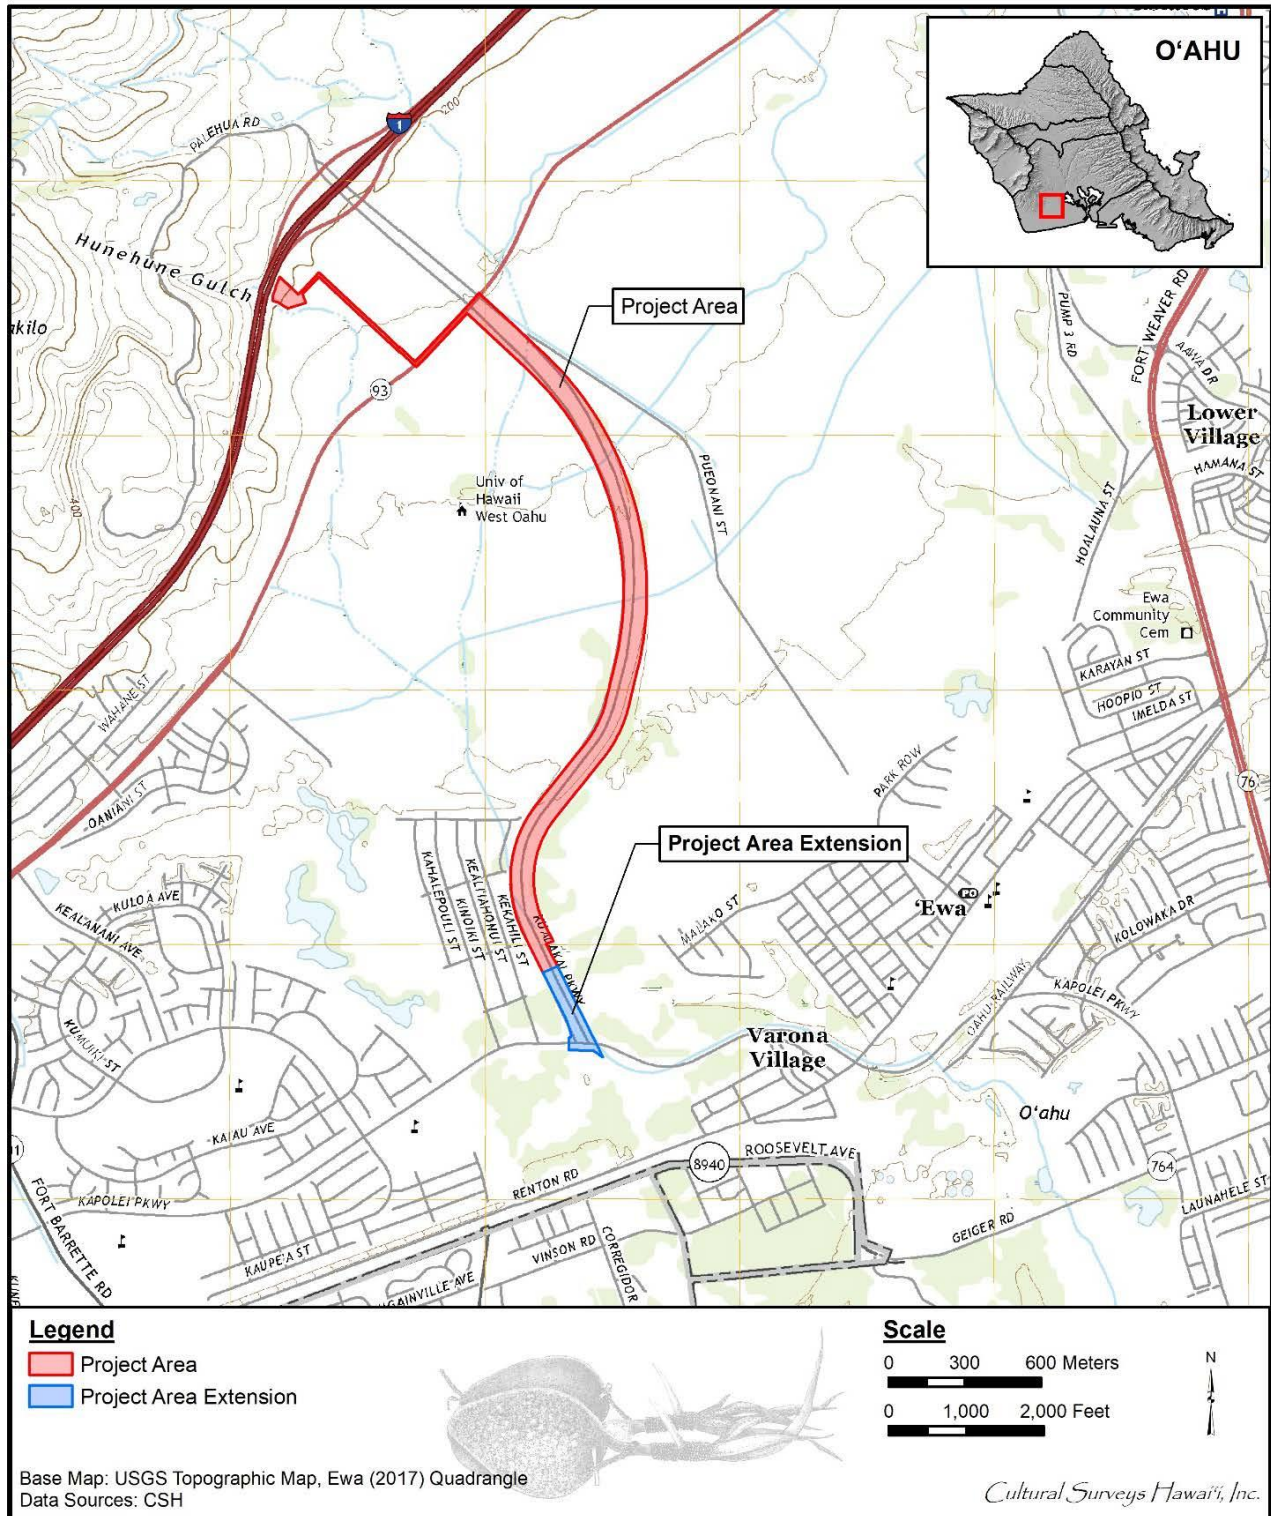 O‘AHU
PALEHUA RD
1
200
Hunehune Gulch
akilo
Project Area
93
PUMP 3 RD
FORT WEAVER RD
AAWA DR
Lower
Village
HAMANA ST
400
Univ of
Hawaii
West Oahu
PUEONANI ST
HOALAUNA ST
Ewa
Community
Cem
KARAYAN ST
HOOPIO ST
IMELDA ST
WAHANE ST
OANIANI ST
PARK ROW
76
Project Area Extension
KAHALEPOULI ST
KINOIKI ST
KEALIIAHONUI ST
KEKAHILI ST
KULOA AVE
KEALANANI AVE
PO
‘Ewa
MALAKO ST
KOLOWAKA DR
KAPOLEI PKWY
OAHU RAILWAY
KUMUIKI ST
Varona
Village
O‘ahu
KAIAU AVE
ROOSEVELT AVE
8940
RENTON RD
764
LAUNAHELE ST
KAPOLEI PKWY
FORT BARRETTE RD
KAUPE'A ST
VINSON RD
CORREGIDOR
GEIGER RD
UGAINVILLE AVE
Legend
Project Area
Project Area Extension
Scale
0 300 600 Meters
0 1,000 2,000 Feet
N
Base Map: USGS Topographic Map, Ewa (2017) Quadrangle
Data Sources: CSH
Cultural Surveys Hawai‘i, Inc.